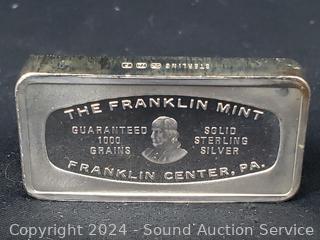 STERLING
THE FRANKLIN MINT
GUARANTEED
1000
GRAINS
SOLID
STERLING
SILVER
FRANKLIN CENTER, PA.
Copyright 2024 - Sound Auction Service